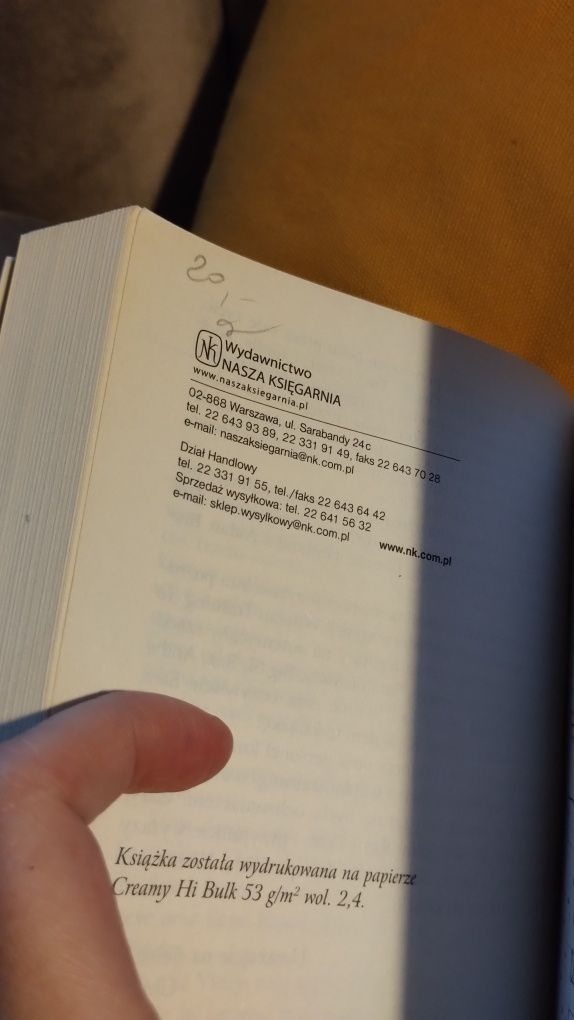 20,-
NK Wydawnictwo
NASZA KSIĘGARNIA
www.naszaksiegarnia.pl
02-868 Warszawa, ul. Sarabandy 24c
tel. 22 643 93 89, 22 331 91 49, faks 22 643 70 28
e-mail: naszaksiegarnia@nk.com.pl
Dział Handlowy
tel. 22 331 91 55, tel./faks 22 643 64 42
Sprzedaż wysyłkowa: tel. 22 641 56 32
e-mail: sklep.wysylkowy@nk.com.pl
www.nk.com.pl
Książka została wydrukowana na papierze
Creamy Hi Bulk 53 g/m² wol. 2,4.